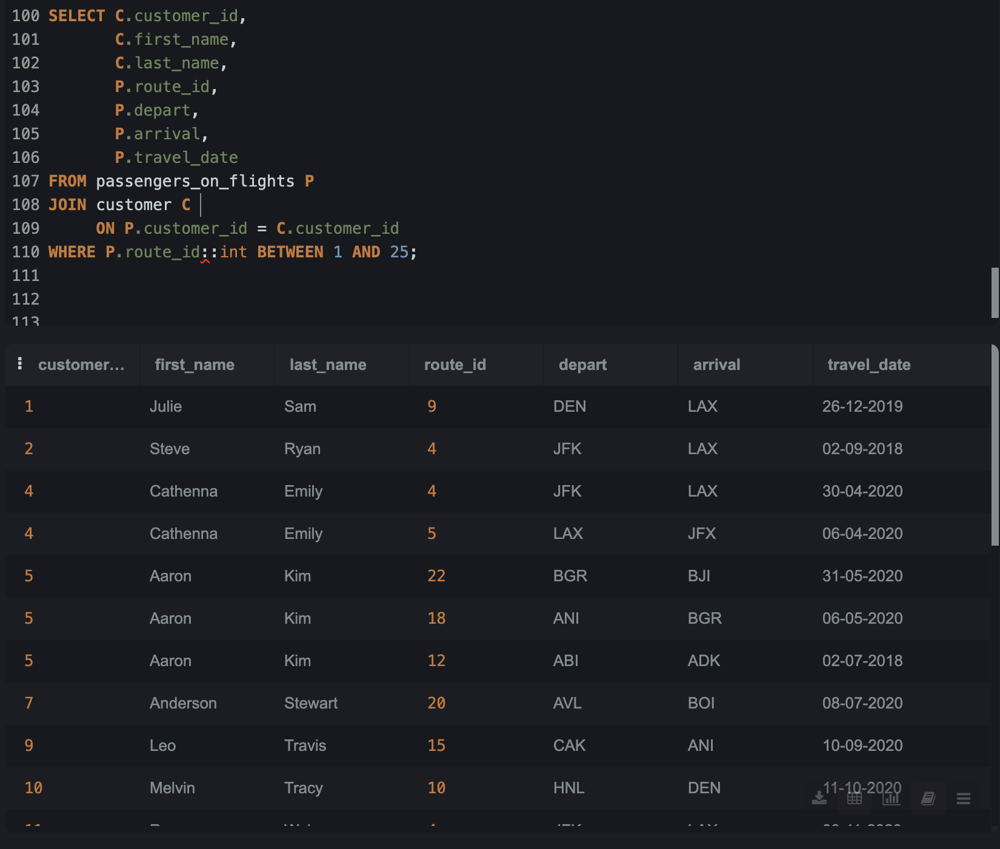 100 SELECT C.customer_id,
101 C.first_name,
102 C.last_name,
103 P.route_id,
104 P.depart,
105 P.arrival,
106 P.travel_date
107 FROM passengers_on_flights P
108 JOIN customer C
109 ON P.customer_id = C.customer_id
110 WHERE P.route_id::int BETWEEN 1 AND 25;
111
112
113
customer… first_name last_name route_id depart arrival travel_date
1 Julie Sam 9 DEN LAX 26-12-2019
2 Steve Ryan 4 JFK LAX 02-09-2018
4 Cathenna Emily 4 JFK LAX 30-04-2020
4 Cathenna Emily 5 LAX JFX 06-04-2020
5 Aaron Kim 22 BGR BJI 31-05-2020
5 Aaron Kim 18 ANI BGR 06-05-2020
5 Aaron Kim 12 ABI ADK 02-07-2018
7 Anderson Stewart 20 AVL BOI 08-07-2020
9 Leo Travis 15 CAK ANI 10-09-2020
10 Melvin Tracy 10 HNL DEN 11-10-2020